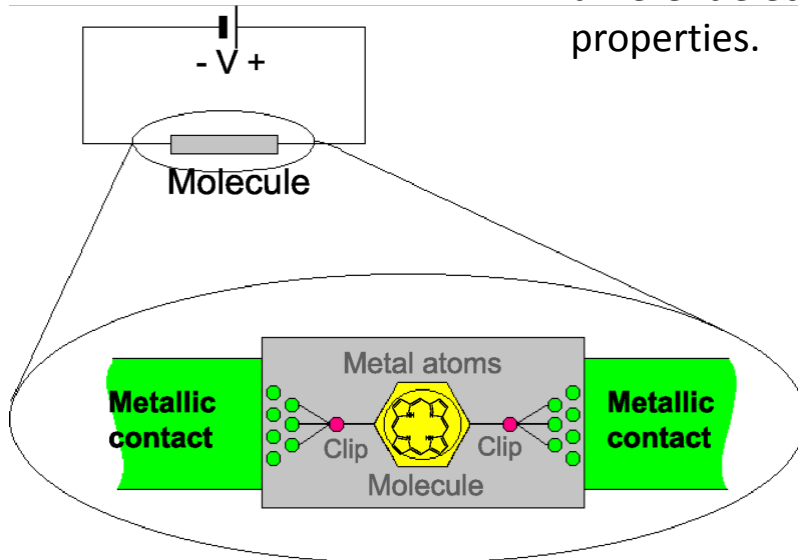 properties.
- V +
Molecule
Metal atoms
Metallic
contact
Clip
Molecule
Clip
Metallic
contact